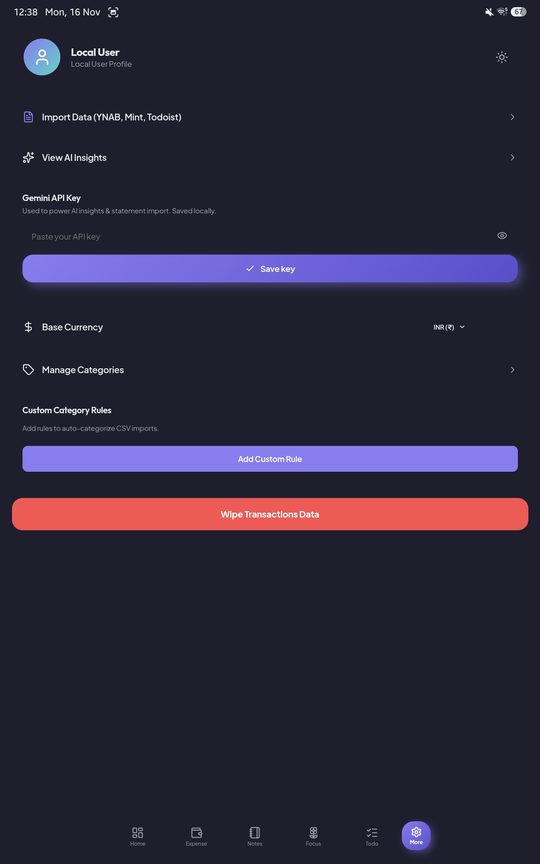 12:38 Mon, 16 Nov
67
Local User
Local User Profile
Import Data (YNAB, Mint, Todoist)
View AI Insights
Gemini API Key
Used to power AI insights & statement import. Saved locally.
Paste your API key
Save key
Base Currency
INR (₹)
Manage Categories
Custom Category Rules
Add rules to auto-categorize CSV imports.
Add Custom Rule
Wipe Transactions Data
Home
Expense
Notes
Focus
Todo
More